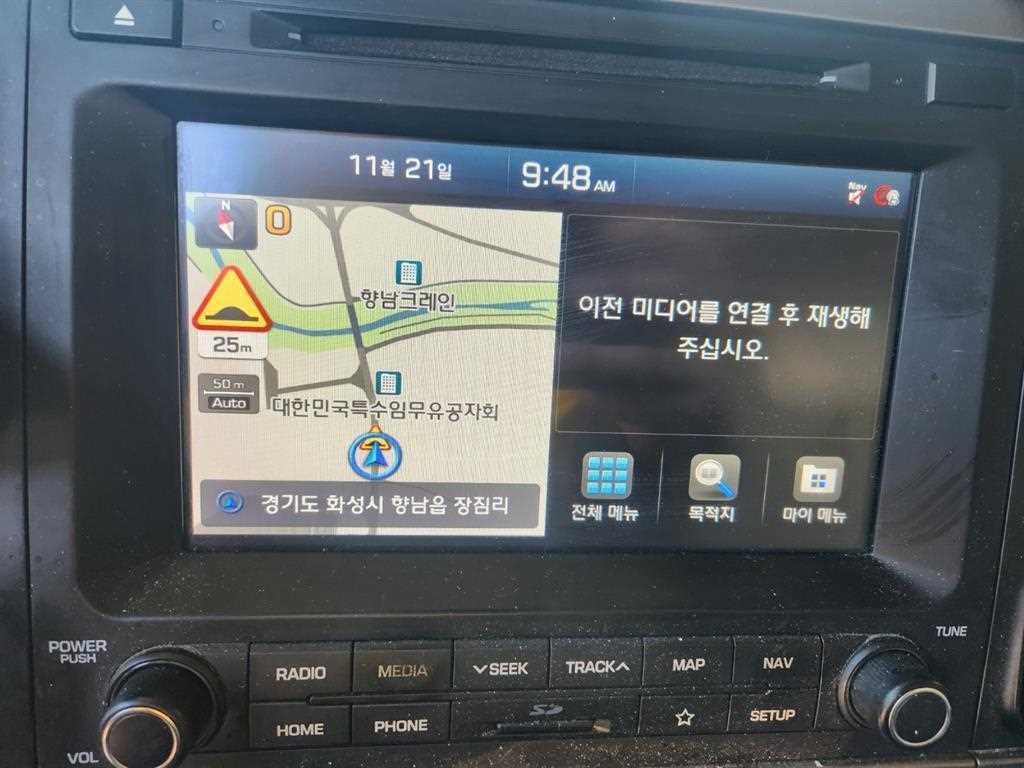 11월 21일
9:48 AM
Nav
N
0
향남크레인
25m
50 m
Auto
대한민국특수임무유공자회
경기도 화성시 향남읍 장짐리
이전 미디어를 연결 후 재생해
주십시오.
전체 메뉴
목적지
마이 메뉴
POWER
PUSH
VOL
RADIO
MEDIA
SEEK
TRACK
MAP
NAV
TUNE
HOME
PHONE
SD
SETUP